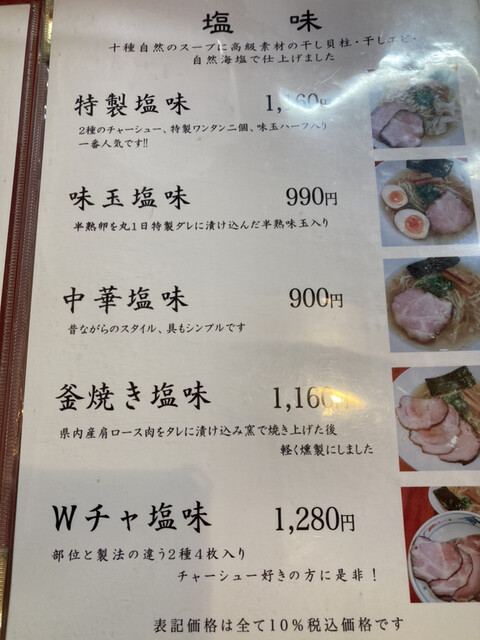 塩 味
十種自然のスープに高級素材の干し貝柱・干しエビ・
自然海塩で仕上げました
特製塩味 1,160円
2種のチャーシュー、特製ワンタン二個、味玉ハーフ入り
一番人気です!!
味玉塩味 990円
半熟卵を丸1日特製ダレに漬け込んだ半熟味玉入り
中華塩味 900円
昔ながらのスタイル、具もシンプルです
釜焼き塩味 1,160円
県内産肩ロース肉をタレに漬け込み窯で焼き上げた後
軽く燻製にしました
Wチャ塩味 1,280円
部位と製法の違う2種4枚入り
チャーシュー好きの方に是非！
表記価格は全て10%税込価格です